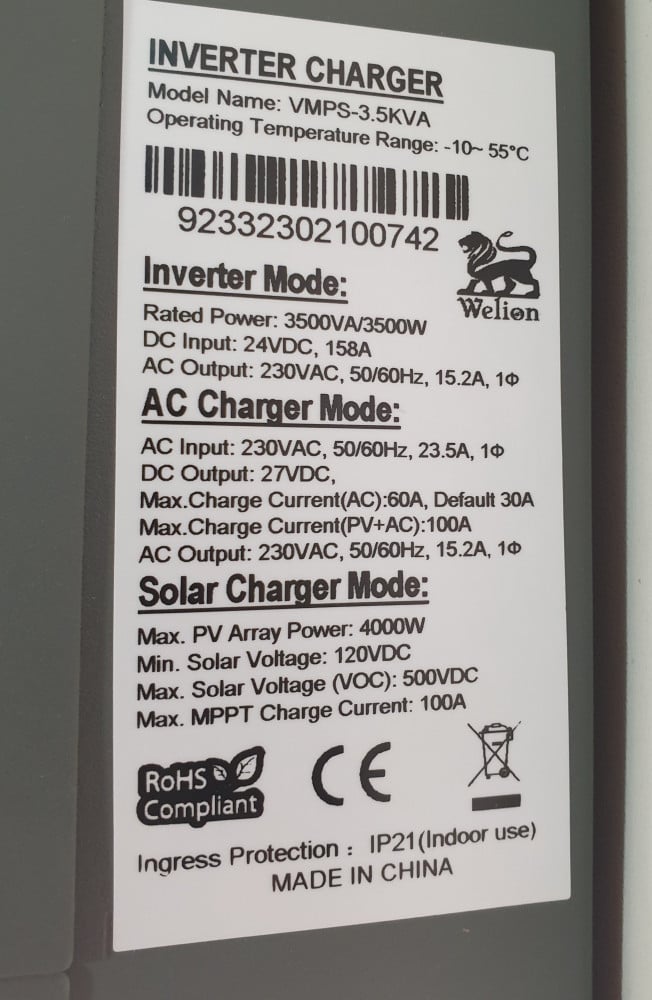 INVERTER CHARGER
Model Name: VMPS-3.5KVA
Operating Temperature Range: -10~ 55°C
92332302100742
Welion
Inverter Mode:
Rated Power: 3500VA/3500W
DC Input: 24VDC, 158A
AC Output: 230VAC, 50/60Hz, 15.2A, 1Φ
AC Charger Mode:
AC Input: 230VAC, 50/60Hz, 23.5A, 1Φ
DC Output: 27VDC,
Max.Charge Current(AC):60A, Default 30A
Max.Charge Current(PV+AC):100A
AC Output: 230VAC, 50/60Hz, 15.2A, 1Φ
Solar Charger Mode:
Max. PV Array Power: 4000W
Min. Solar Voltage: 120VDC
Max. Solar Voltage (VOC): 500VDC
Max. MPPT Charge Current: 100A
RoHS
Compliant
CE
Ingress Protection : IP21(Indoor use)
MADE IN CHINA